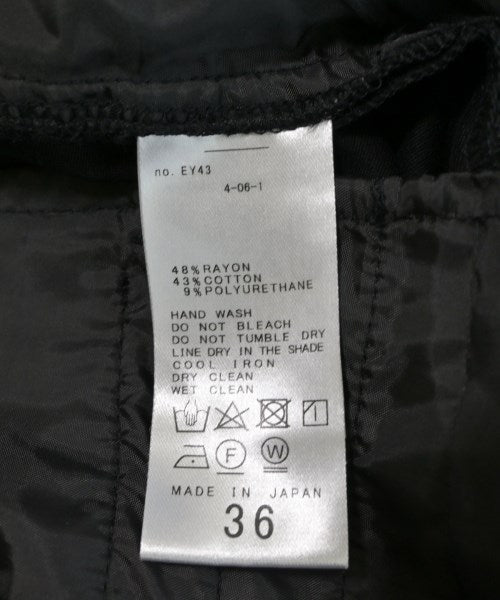 no. EY43
4-06-1
48%RAYON
43%COTTON
9%POLYURETHANE
HAND WASH
DO NOT BLEACH
DO NOT TUMBLE DRY
LINE DRY IN THE SHADE
COOL IRON
DRY CLEAN
WET CLEAN
F W
MADE IN JAPAN
36